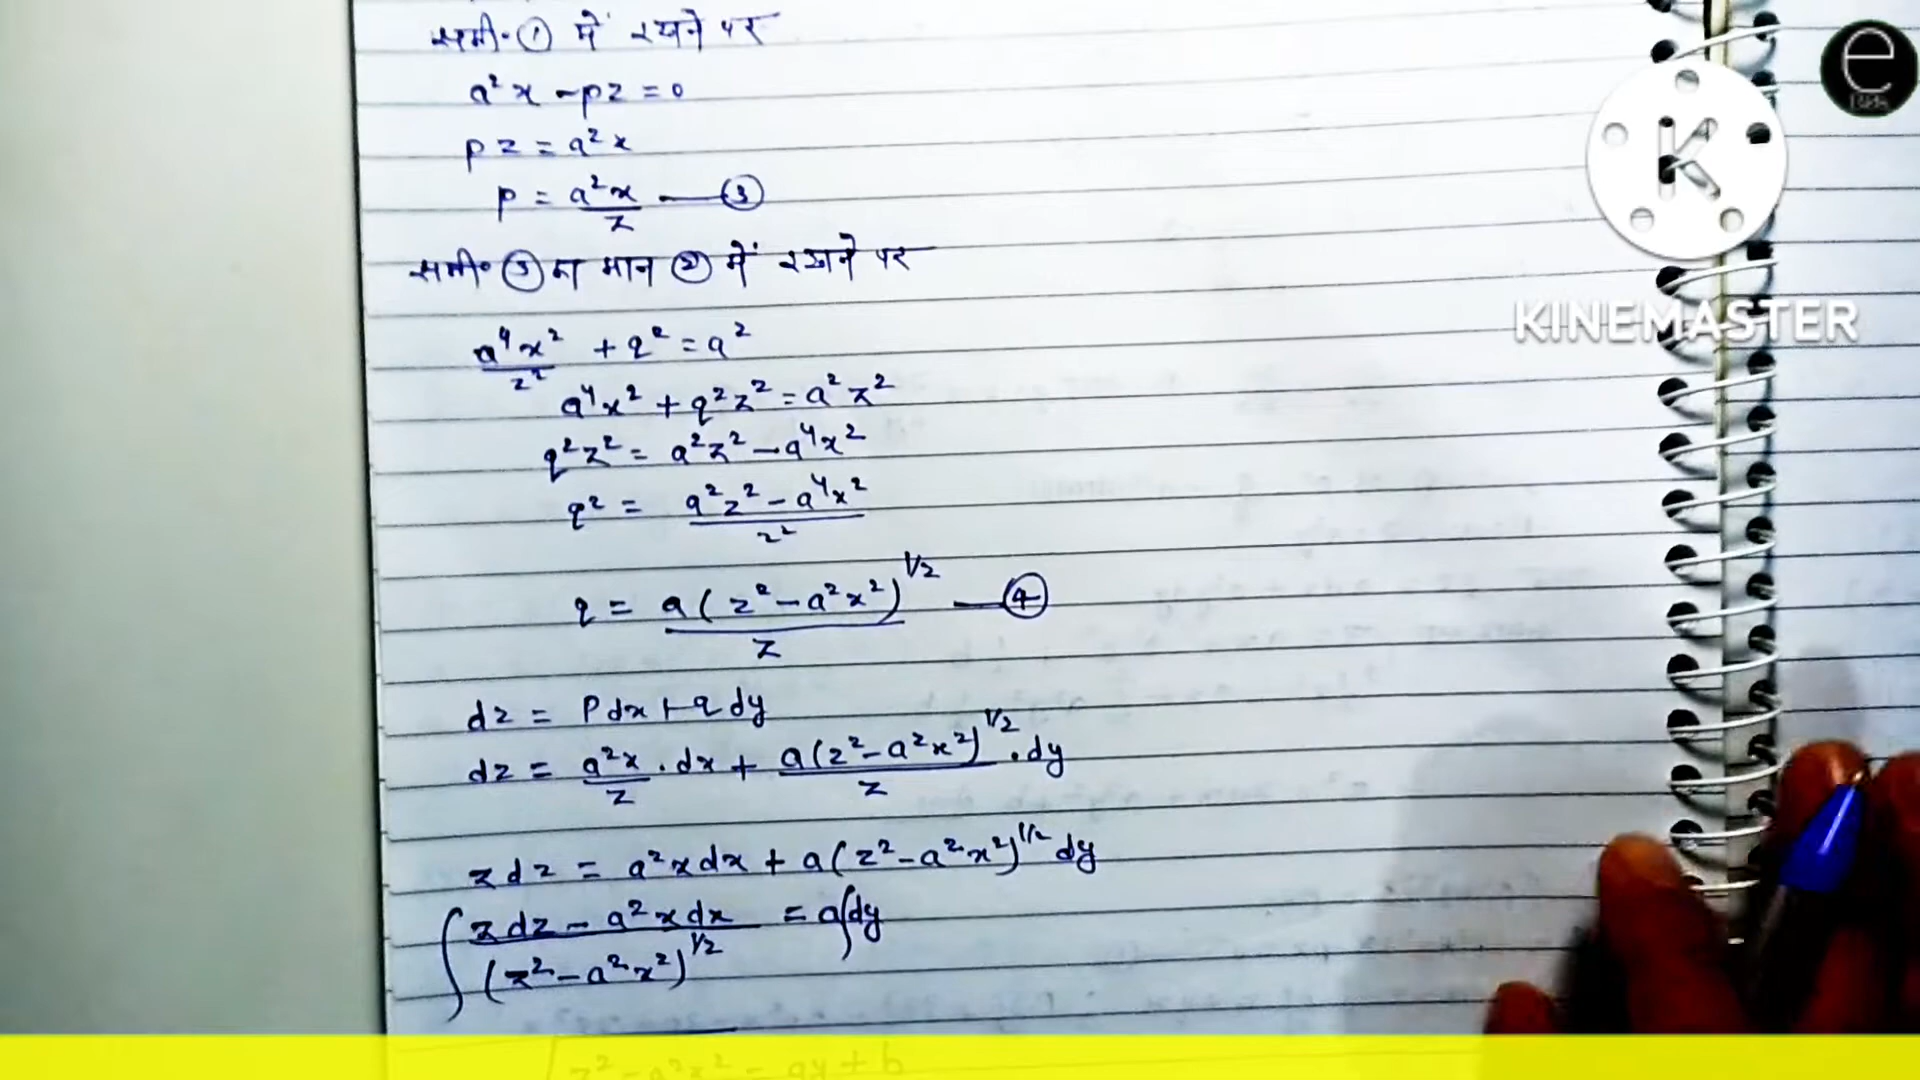 समी. ① में रखने पर
a²x - pz = 0
pz = a²x
p = a²x/z —③
समी॰ ③ का मान ② में रखने पर
a⁴x²/z² + q² = a²
a⁴x² + q²z² = a²z²
q²z² = a²z² - a⁴x²
q² = (a²z² - a⁴x²)/z²
q = a(z² - a²x²)^1/2 / z —④
dz = Pdx + qdy
dz = a²x/z . dx + a(z² - a²x²)^1/2 / z . dy
zdz = a²xdx + a(z² - a²x²)^1/2 dy
∫ (zdz - a²xdx)/(z² - a²x²)^1/2 = a∫dy
z² - a²x² = ay + b
e
K
KINEMASTER